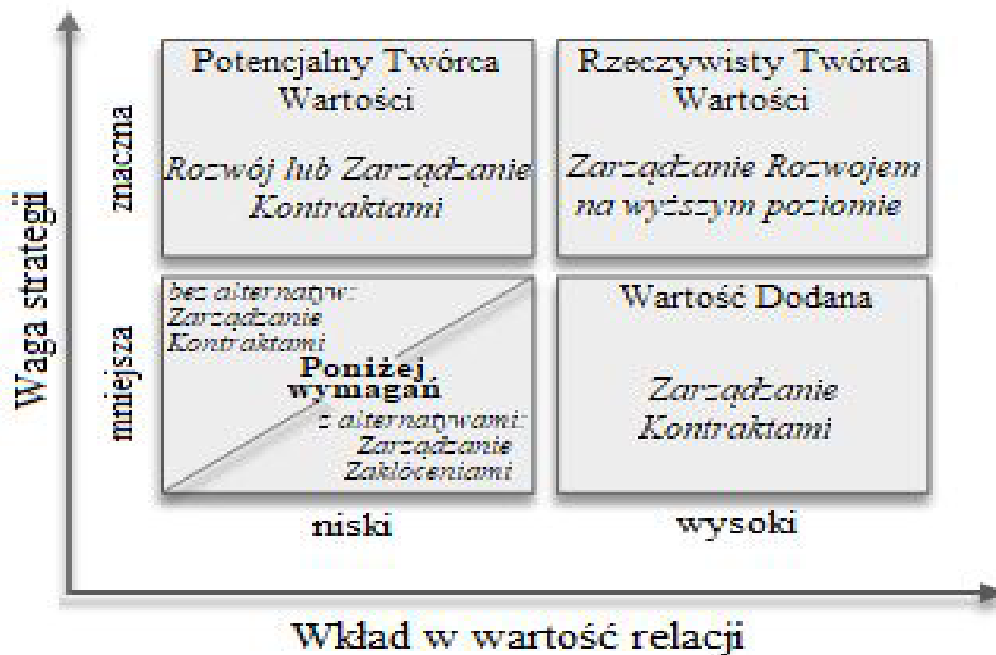 Waga strategii
znaczna
mniejsza
Potencjalny Twórca
Wartości
Rozwój lub Zarządzanie
Kontraktami
Rzeczywisty Twórca
Wartości
Zarządzanie Rozwojem
na wyższym poziomie
bez alternatyw:
Zarządzanie
Kontraktami
Poniżej
wymagań
z alternatywami:
Zarządzanie
Zakłóceniami
Wartość Dodana
Zarządzanie
Kontraktami
niski
wysoki
Wkład w wartość relacji